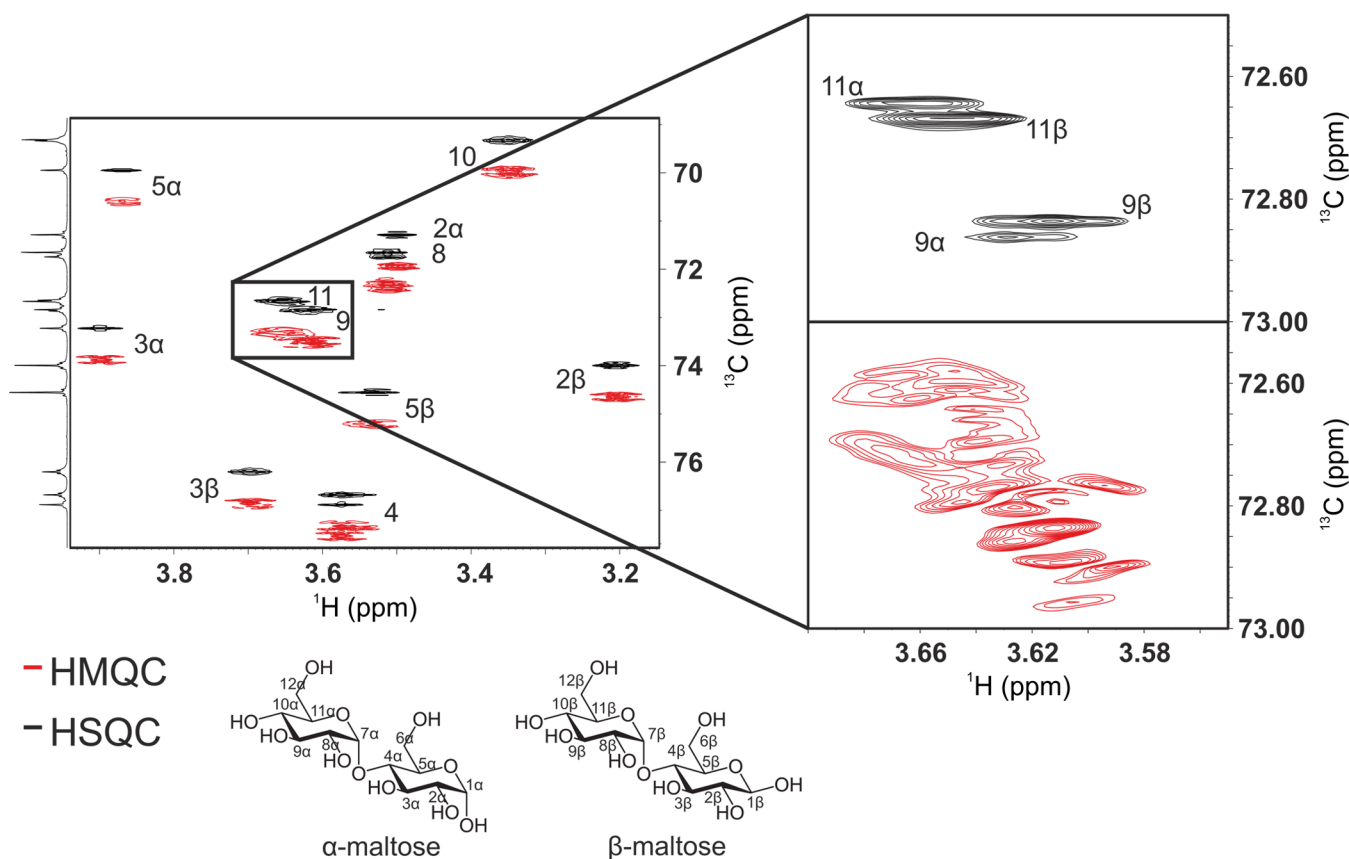 11α
11β
9β
9α
72.60
72.80
73.00
¹³C (ppm)
10
5α
2α
8
11
9
3α
2β
5β
3β
4
70
72
74
76
¹³C (ppm)
3.8
3.6
3.4
3.2
¹H (ppm)
72.60
72.80
73.00
¹³C (ppm)
3.66
3.62
3.58
¹H (ppm)
HMQC
HSQC
OH
12α
10α
11α
O
HO
HO
9α
8α
7α
HO
O
OH
6α
4α
5α
O
HO
3α
2α
1α
HO
OH
α-maltose
OH
12β
10β
11β
O
HO
HO
9β
8β
7β
HO
O
OH
6β
4β
5β
O
HO
3β
2β
1β
OH
OH
β-maltose